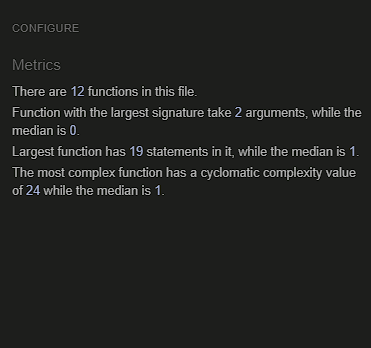 CONFIGURE
Metrics
There are 12 functions in this file.
Function with the largest signature take 2 arguments, while the
median is 0.
Largest function has 19 statements in it, while the median is 1.
The most complex function has a cyclomatic complexity value
of 24 while the median is 1.